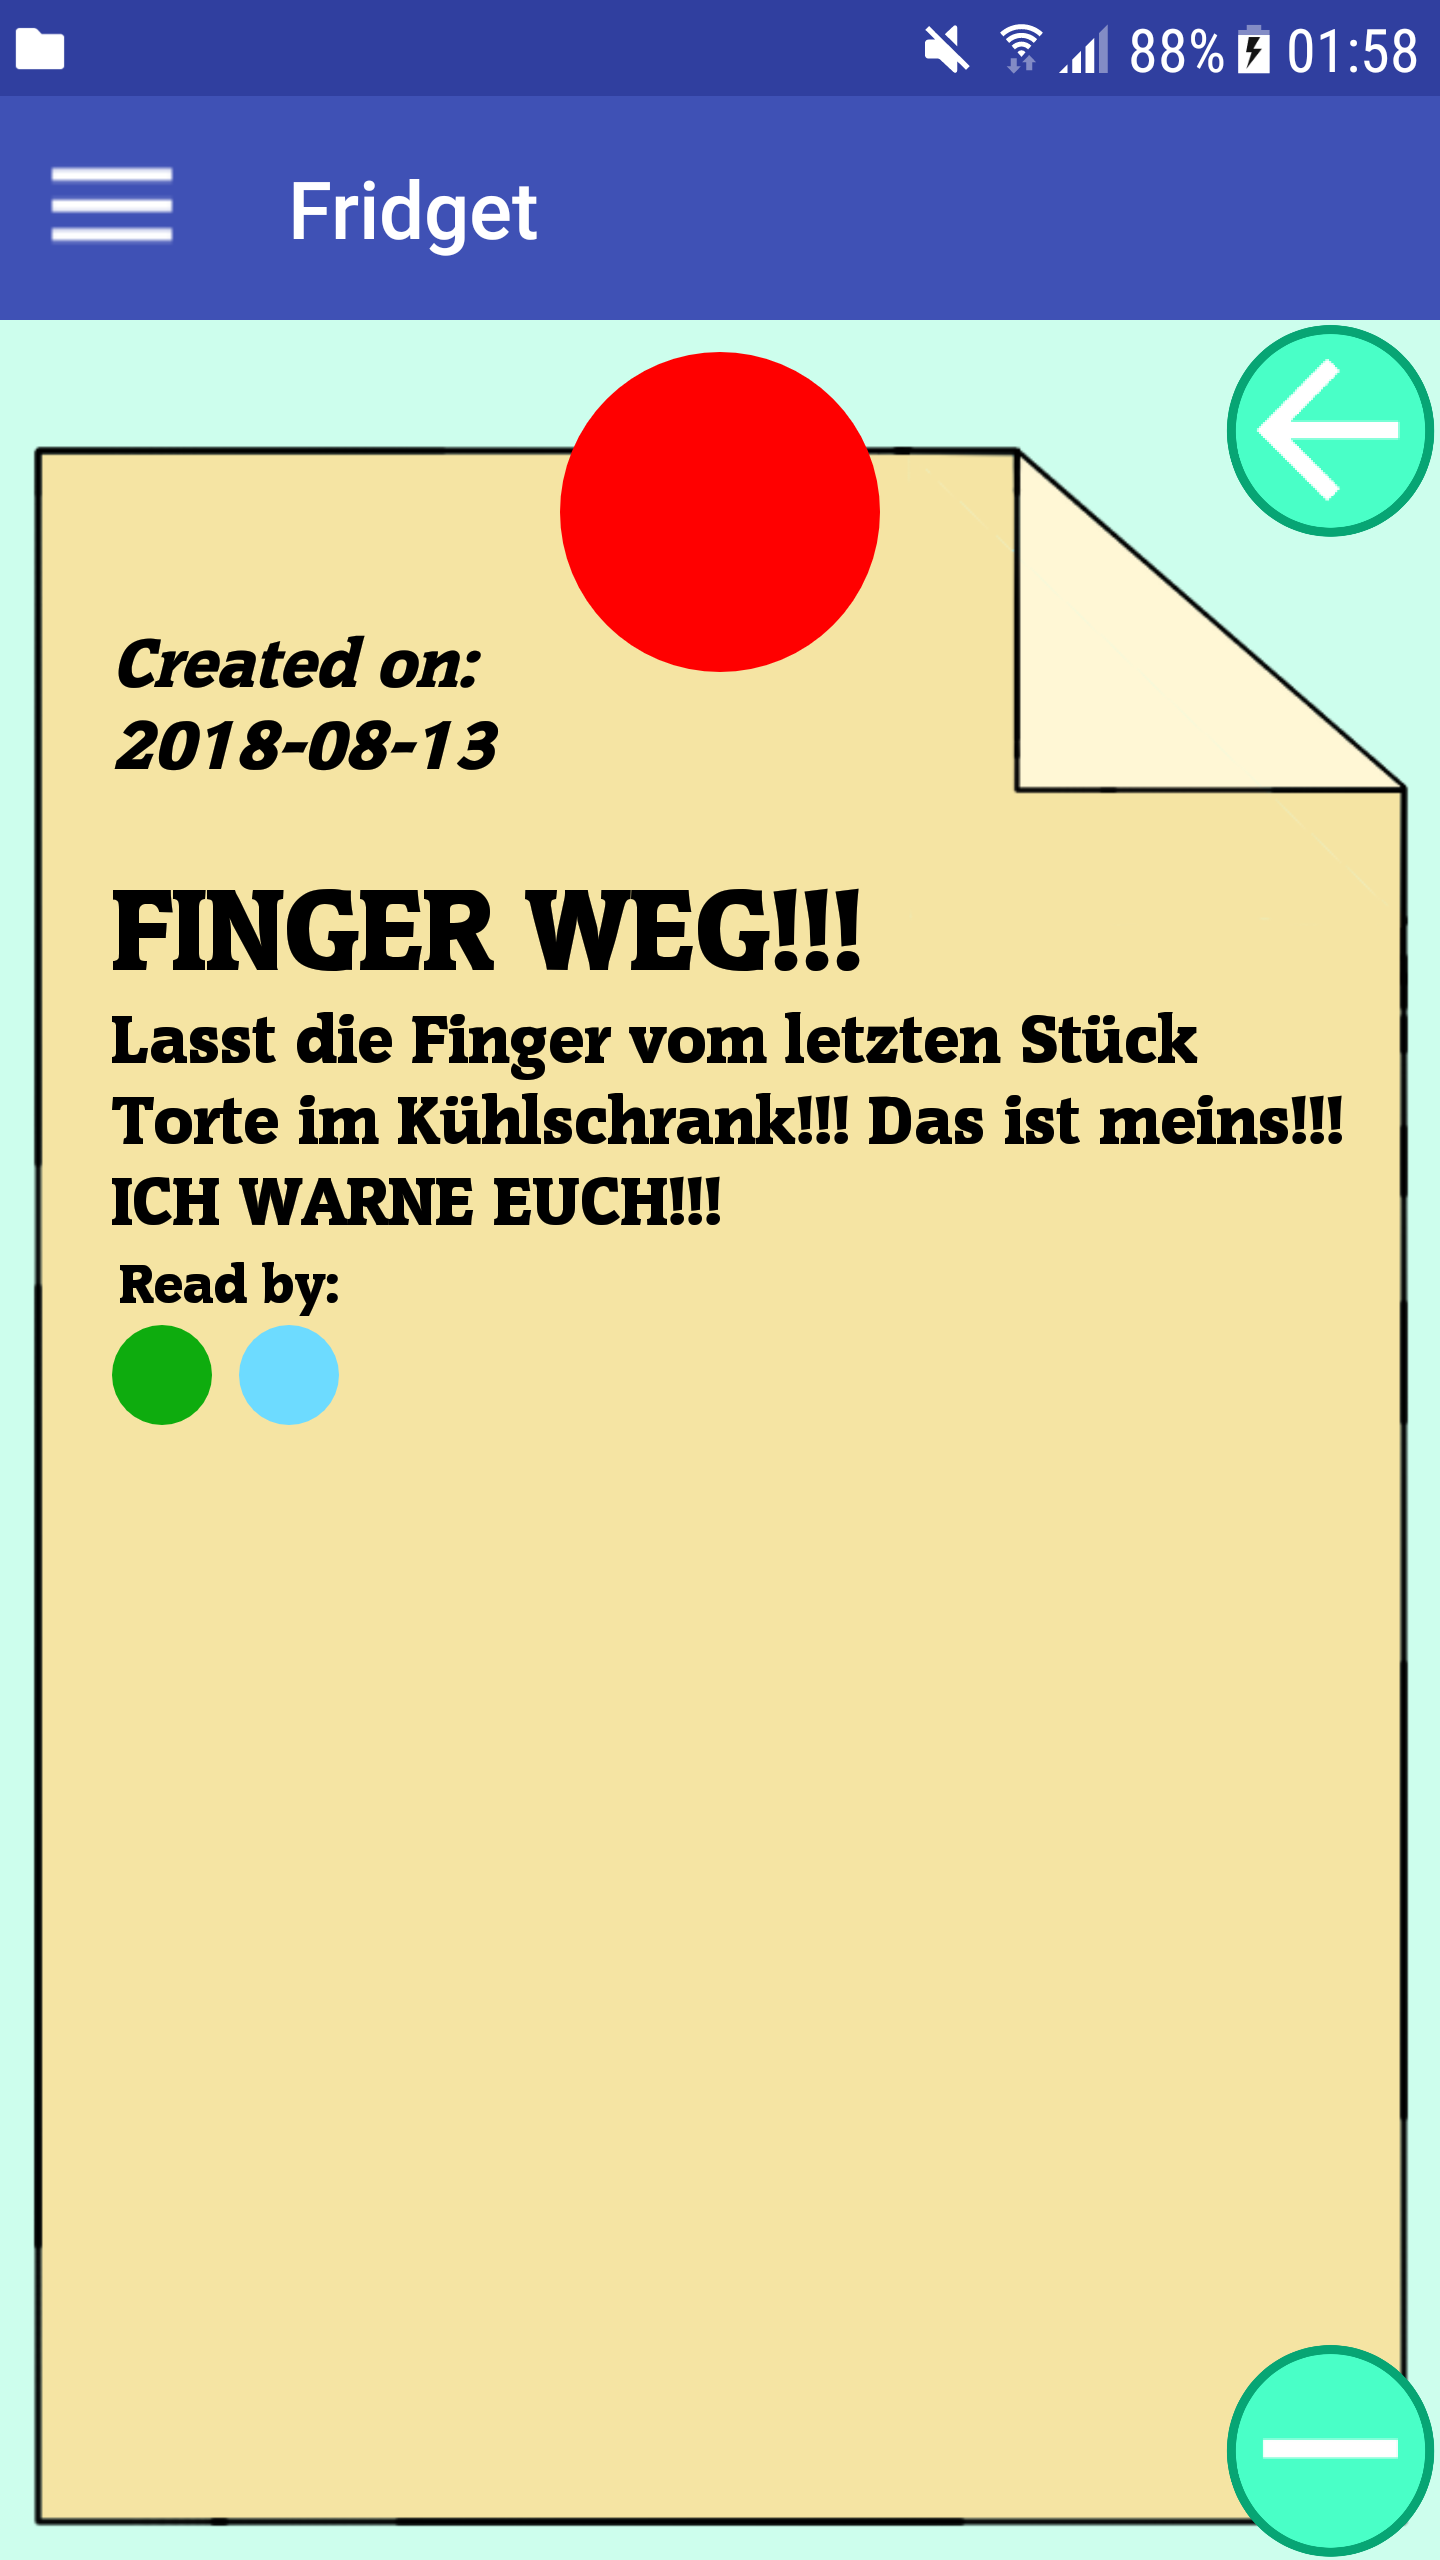 88% 01:58
Fridget
Created on:
2018-08-13
FINGER WEG!!!
Lasst die Finger vom letzten Stück
Torte im Kühlschrank!!! Das ist meins!!!
ICH WARNE EUCH!!!
Read by: